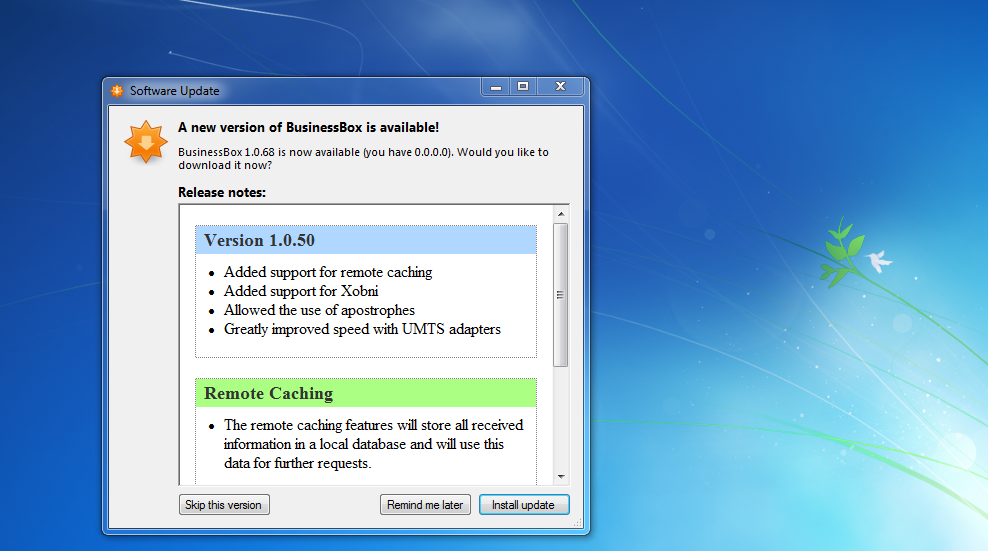 Software Update
A new version of BusinessBox is available!
BusinessBox 1.0.68 is now available (you have 0.0.0.0). Would you like to
download it now?
Release notes:
Version 1.0.50
Added support for remote caching
Added support for Xobni
Allowed the use of apostrophes
Greatly improved speed with UMTS adapters
Remote Caching
The remote caching features will store all received
information in a local database and will use this
data for further requests.
Skip this version
Remind me later
Install update